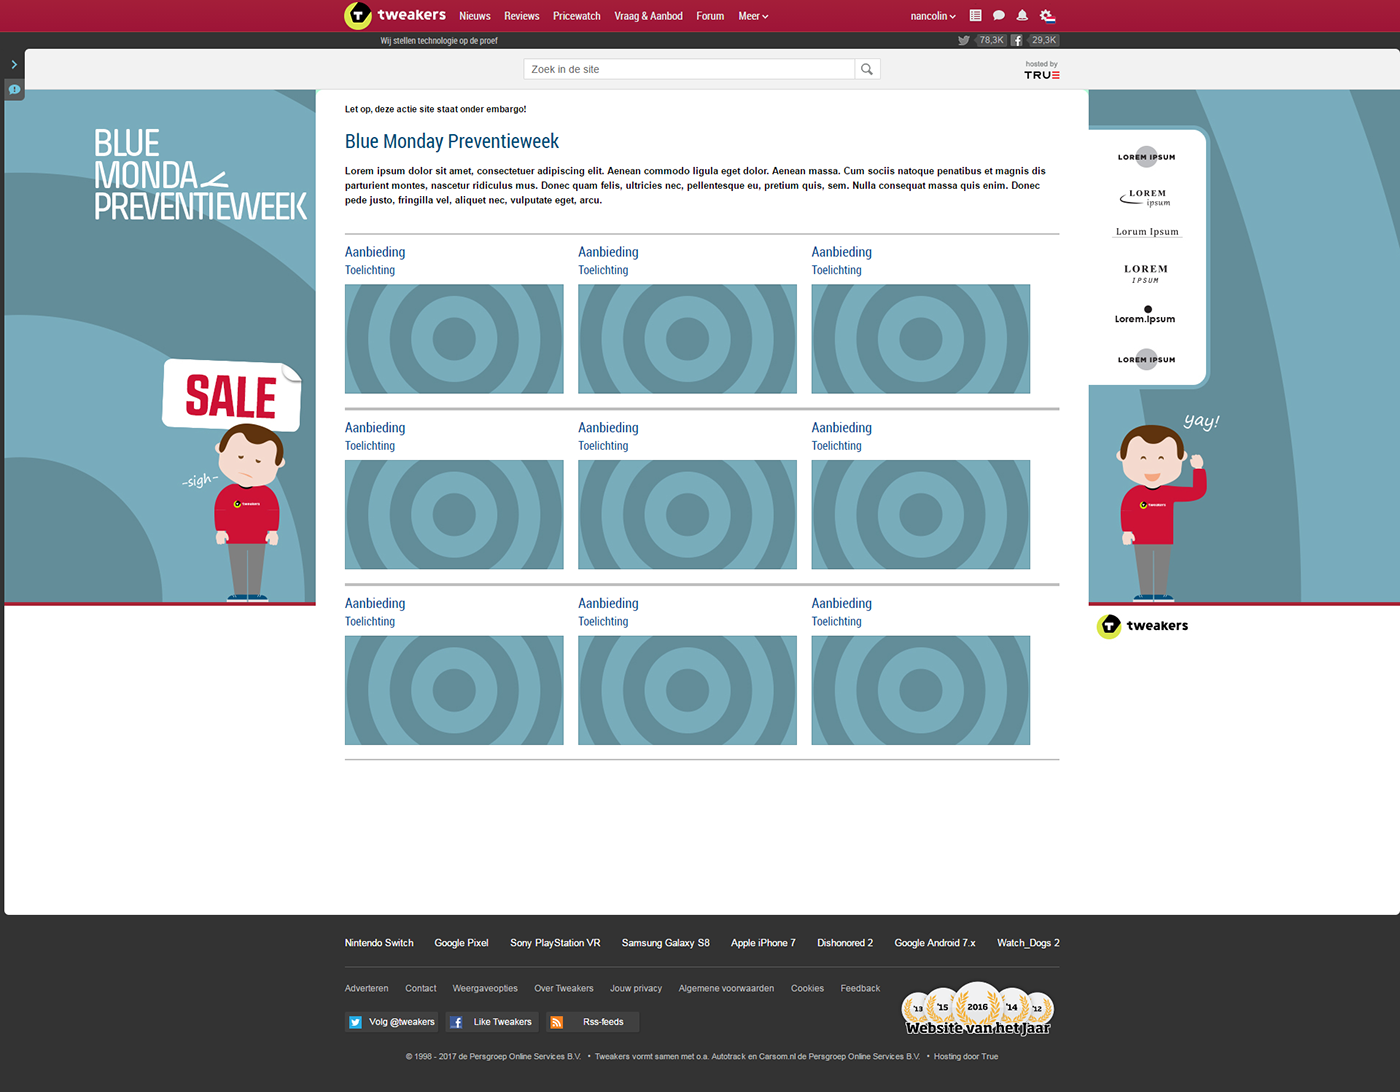 tweakers Nieuws Reviews Pricewatch Vraag & Aanbod Forum Meer nancolin
Wij stellen technologie op de proef 78,3K 29,3K
Zoek in de site
hosted by
TRUE
BLUE
MONDAY
PREVENTIEWEEK
SALE
-sigh-
tweakers
Let op, deze actie site staat onder embargo!
Blue Monday Preventieweek
Lorem ipsum dolor sit amet, consectetuer adipiscing elit. Aenean commodo ligula eget dolor. Aenean massa. Cum sociis natoque penatibus et magnis dis
parturient montes, nascetur ridiculus mus. Donec quam felis, ultricies nec, pellentesque eu, pretium quis, sem. Nulla consequat massa quis enim. Donec
pede justo, fringilla vel, aliquet nec, vulputate eget, arcu.
Aanbieding Aanbieding Aanbieding
Toelichting Toelichting Toelichting
Aanbieding Aanbieding Aanbieding
Toelichting Toelichting Toelichting
Aanbieding Aanbieding Aanbieding
Toelichting Toelichting Toelichting
LOREM IPSUM
LOREM
ipsum
Lorum Ipsum
LOREM
IPSUM
Lorem.Ipsum
LOREM IPSUM
yay!
tweakers
tweakers
Nintendo Switch Google Pixel Sony PlayStation VR Samsung Galaxy S8 Apple iPhone 7 Dishonored 2 Google Android 7.x Watch_Dogs 2
Adverteren Contact Weergaveopties Over Tweakers Jouw privacy Algemene voorwaarden Cookies Feedback
Volg @tweakers Like Tweakers Rss-feeds
'13 '15 2016 '14 '12
Website van het Jaar
© 1998 - 2017 de Persgroep Online Services B.V. • Tweakers vormt samen met o.a. Autotrack en Carsom.nl de Persgroep Online Services B.V. • Hosting door True